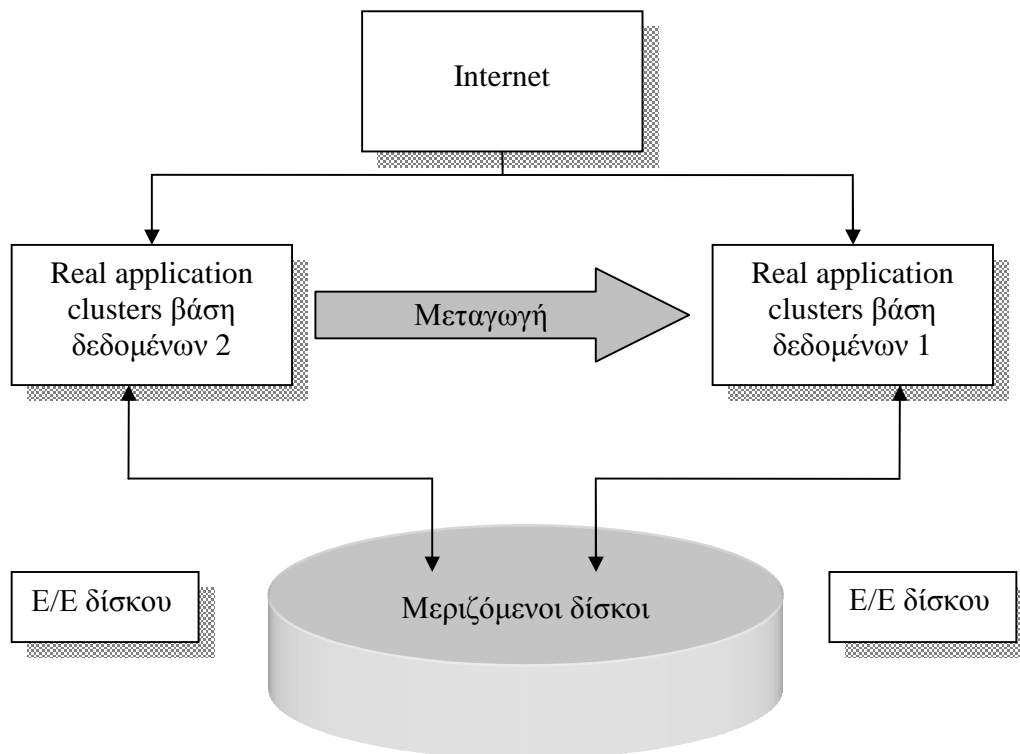 Internet
Real application
clusters βάση
δεδομένων 2
Μεταγωγή
Real application
clusters βάση
δεδομένων 1
Ε/Ε δίσκου
Μεριζόμενοι δίσκοι
Ε/Ε δίσκου